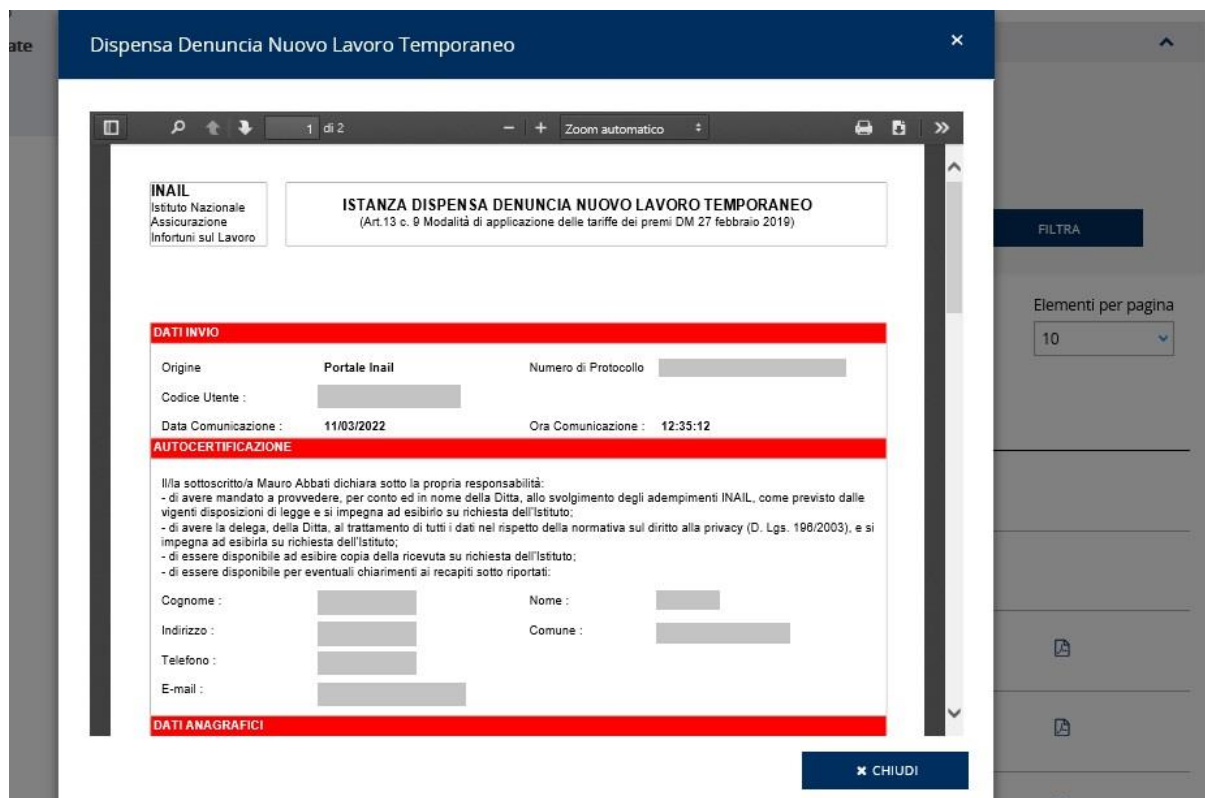 ate
Dispensa Denuncia Nuovo Lavoro Temporaneo
×
1 di 2
Zoom automatico
INAIL
Istituto Nazionale
Assicurazione
Infortuni sul Lavoro
ISTANZA DISPENSA DENUNCIA NUOVO LAVORO TEMPORANEO
(Art.13 c. 9 Modalità di applicazione delle tariffe dei premi DM 27 febbraio 2019)
FILTRA
Elementi per pagina
10
DATI INVIO
Origine Portale Inail Numero di Protocollo
Codice Utente :
Data Comunicazione : 11/03/2022 Ora Comunicazione : 12:35:12
AUTOCERTIFICAZIONE
Il/la sottoscritto/a Mauro Abbati dichiara sotto la propria responsabilità:
- di avere mandato a provvedere, per conto ed in nome della Ditta, allo svolgimento degli adempimenti INAIL, come previsto dalle
vigenti disposizioni di legge e si impegna ad esibirlo su richiesta dell'Istituto;
- di avere la delega, della Ditta, al trattamento di tutti i dati nel rispetto della normativa sul diritto alla privacy (D. Lgs. 196/2003), e si
impegna ad esibirla su richiesta dell'Istituto;
- di essere disponibile ad esibire copia della ricevuta su richiesta dell'Istituto;
- di essere disponibile per eventuali chiarimenti ai recapiti sotto riportati:
Cognome : Nome :
Indirizzo : Comune :
Telefono :
E-mail :
DATI ANAGRAFICI
× CHIUDI